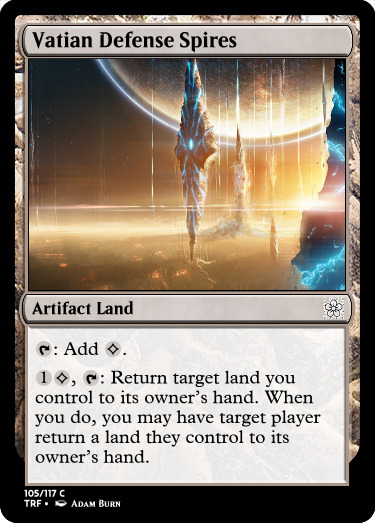 Vatian Defense Spires
Artifact Land
: Add .
1, : Return target land you
control to its owner's hand. When
you do, you may have target player
return a land they control to its
owner's hand.
105/117 C
TRF • Adam Burn